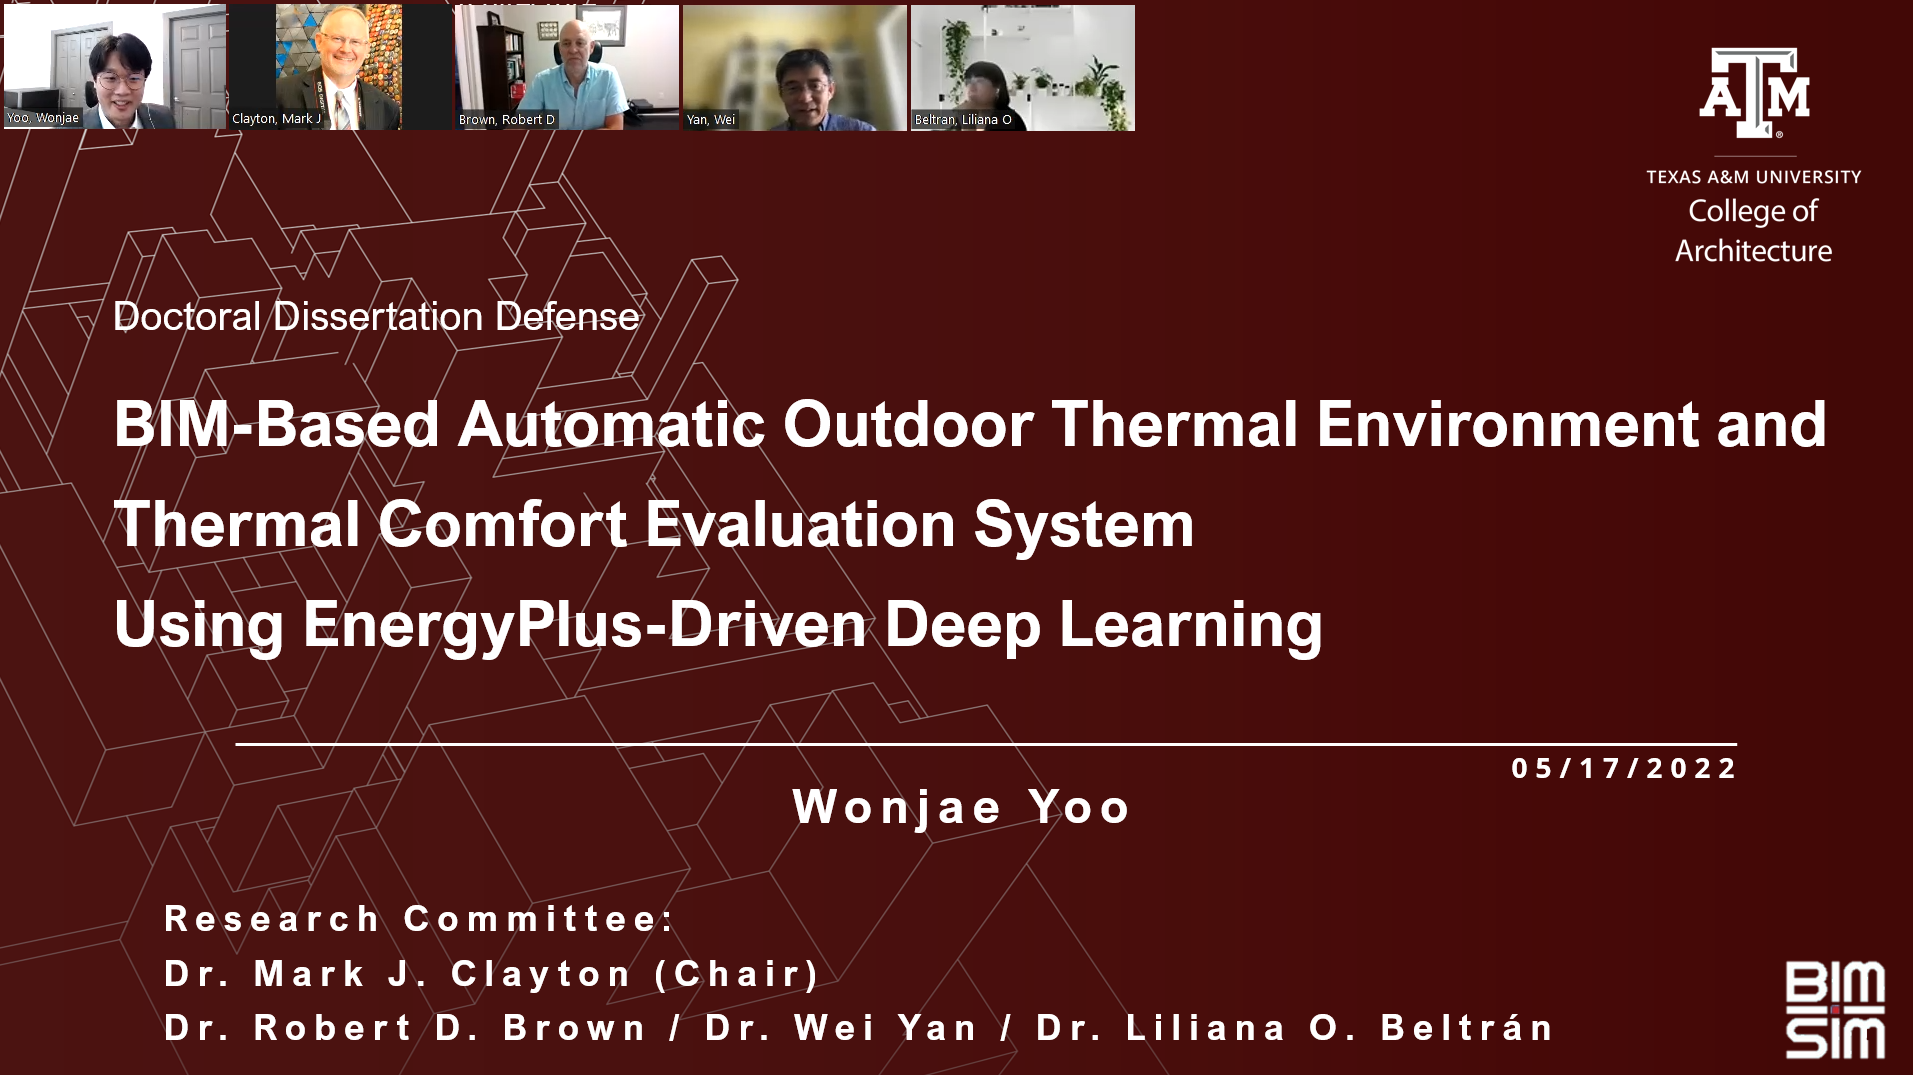 Yoo, Wonjae
Clayton, Mark J
Brown, Robert D
Yan, Wei
Beltran, Liliana O
ATM
TEXAS A&M UNIVERSITY
College of
Architecture
Doctoral Dissertation Defense
BIM-Based Automatic Outdoor Thermal Environment and
Thermal Comfort Evaluation System
Using EnergyPlus-Driven Deep Learning
05/17/2022
Wonjae Yoo
Research Committee:
Dr. Mark J. Clayton (Chair)
Dr. Robert D. Brown / Dr. Wei Yan / Dr. Liliana O. Beltrán
BIM
SIM